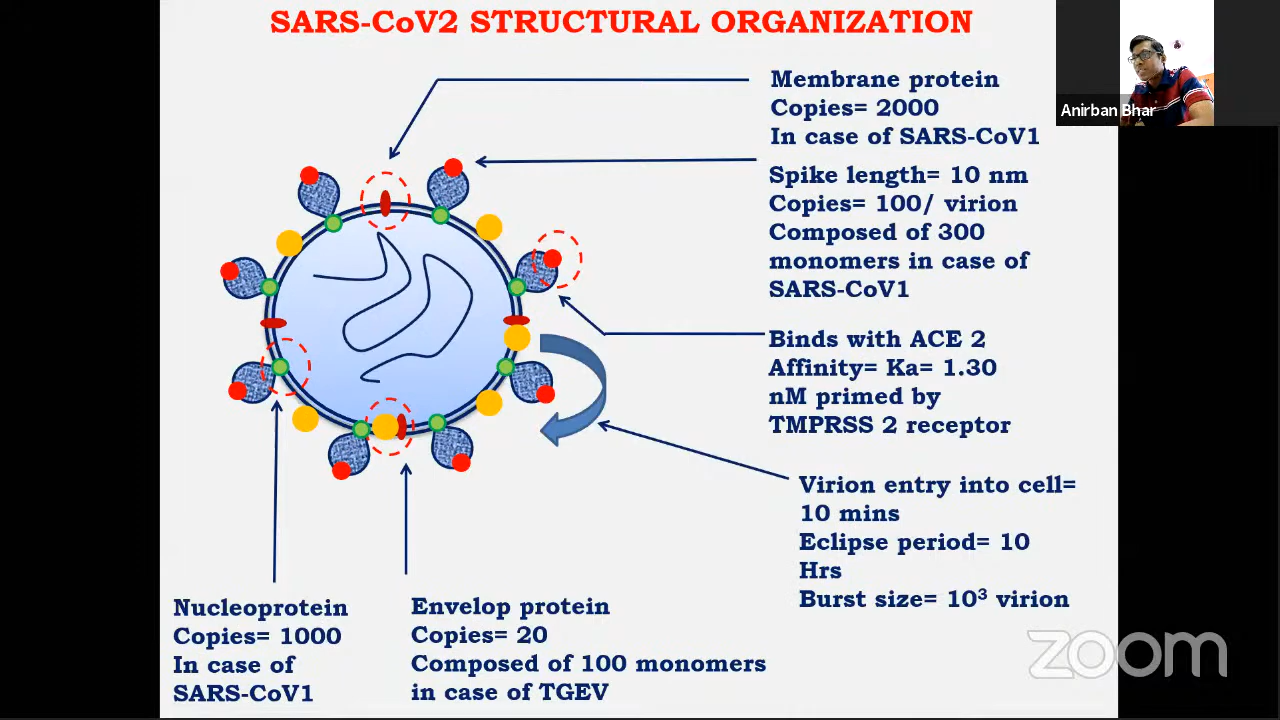 SARS-CoV2 STRUCTURAL ORGANIZATION
Anirban Bhar
Membrane protein
Copies= 2000
In case of SARS-CoV1
Spike length= 10 nm
Copies= 100/ virion
Composed of 300
monomers in case of
SARS-CoV1
Binds with ACE 2
Affinity= Ka= 1.30
nM primed by
TMPRSS 2 receptor
Virion entry into cell=
10 mins
Eclipse period= 10
Hrs
Burst size= 10³ virion
Nucleoprotein
Copies= 1000
In case of
SARS-CoV1
Envelop protein
Copies= 20
Composed of 100 monomers
in case of TGEV
zoom